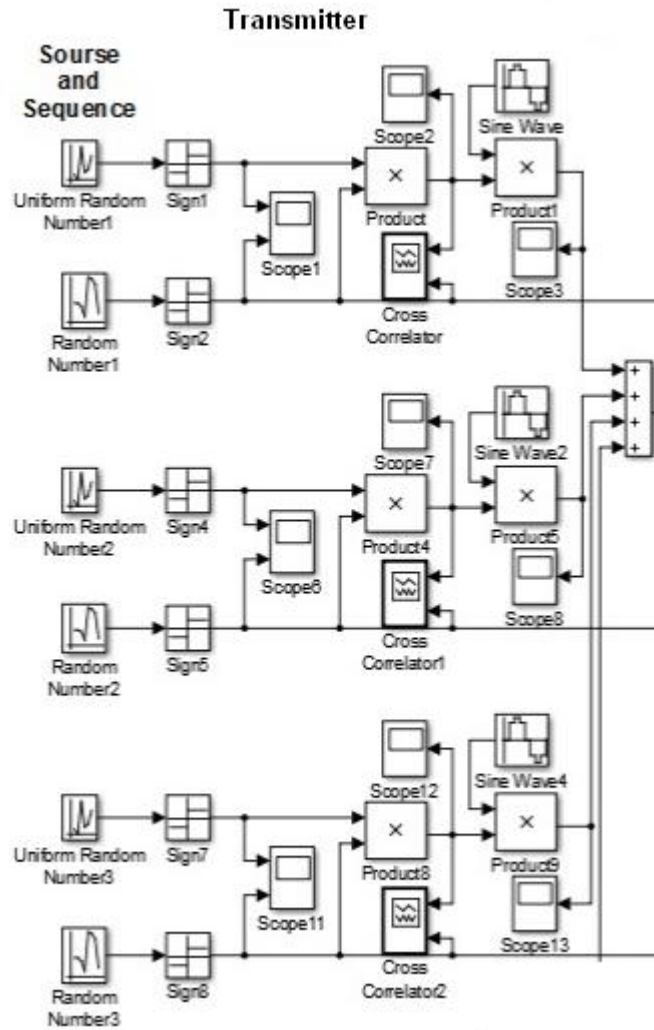 Transmitter
Sourse
and
Sequence
Scope2
Sine Wave
Uniform Random
Number1
Sign1
×
Product
×
Product1
Scope1
Scope3
Random
Number1
Sign2
Cross
Correlator
+
+
+
+
Scope7
Sine Wave2
Uniform Random
Number2
Sign4
×
Product4
×
Product5
Scope6
Scope8
Random
Number2
Sign5
Cross
Correlator1
Scope12
Sine Wave4
Uniform Random
Number3
Sign7
×
Product8
×
Product9
Scope11
Scope13
Random
Number3
Sign8
Cross
Correlator2